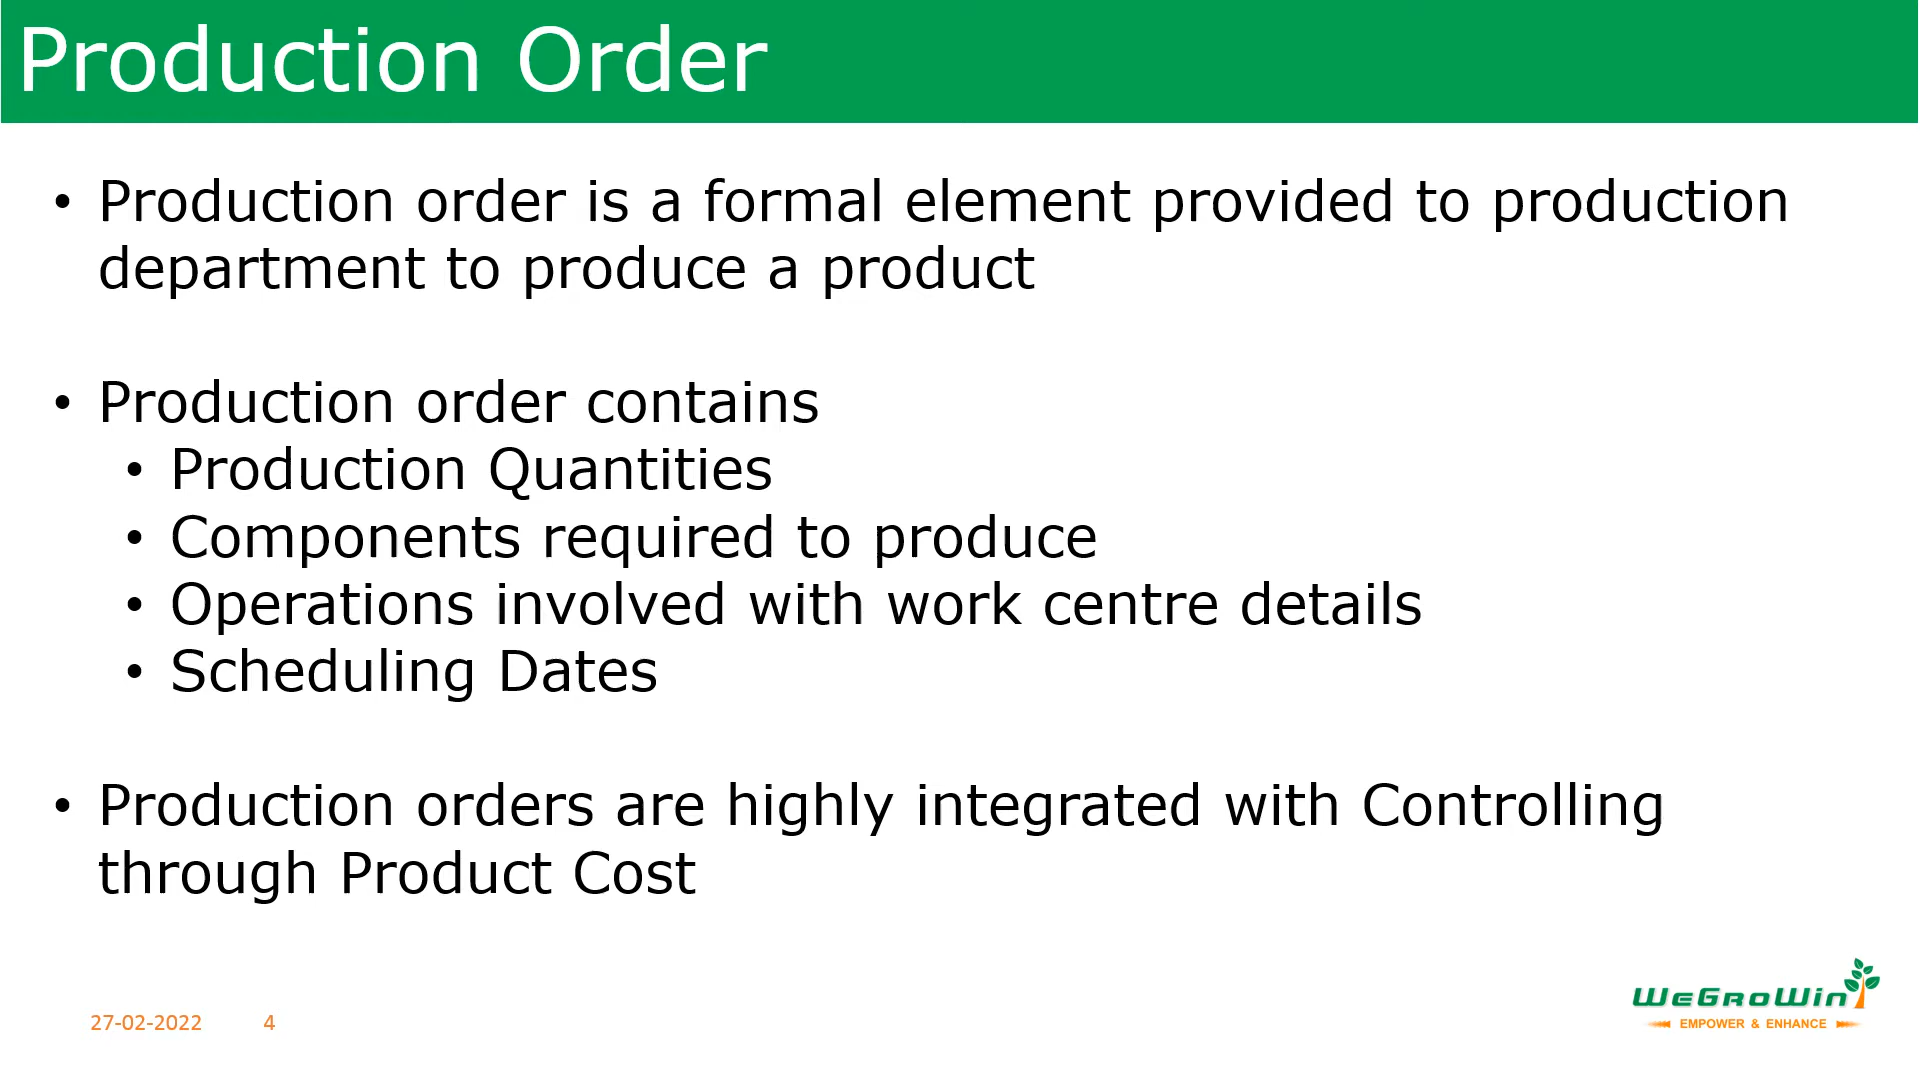 Production Order
• Production order is a formal element provided to production
department to produce a product
• Production order contains
• Production Quantities
• Components required to produce
• Operations involved with work centre details
• Scheduling Dates
• Production orders are highly integrated with Controlling
through Product Cost
27-02-2022 4
WeGroWin
EMPOWER & ENHANCE